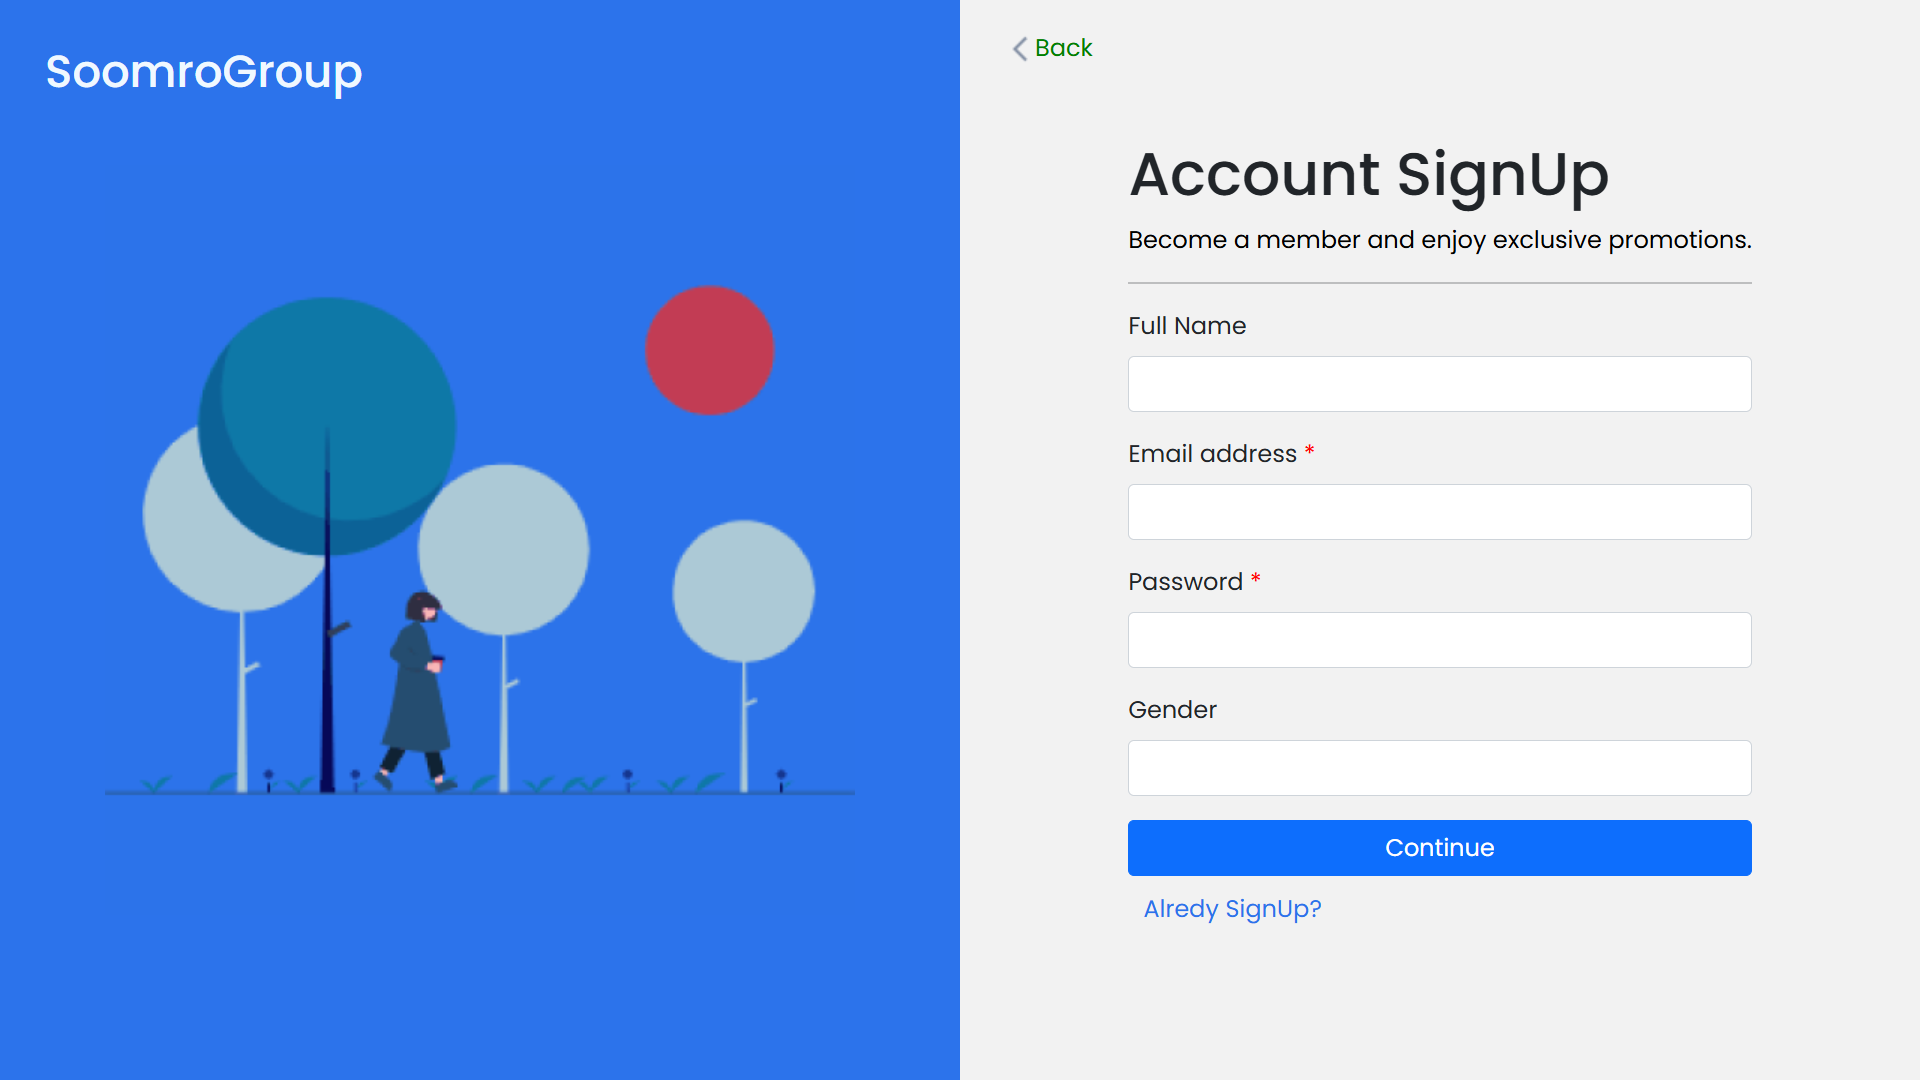 SoomroGroup
Back
Account SignUp
Become a member and enjoy exclusive promotions.
Full Name
Email address *
Password *
Gender
Continue
Alredy SignUp?